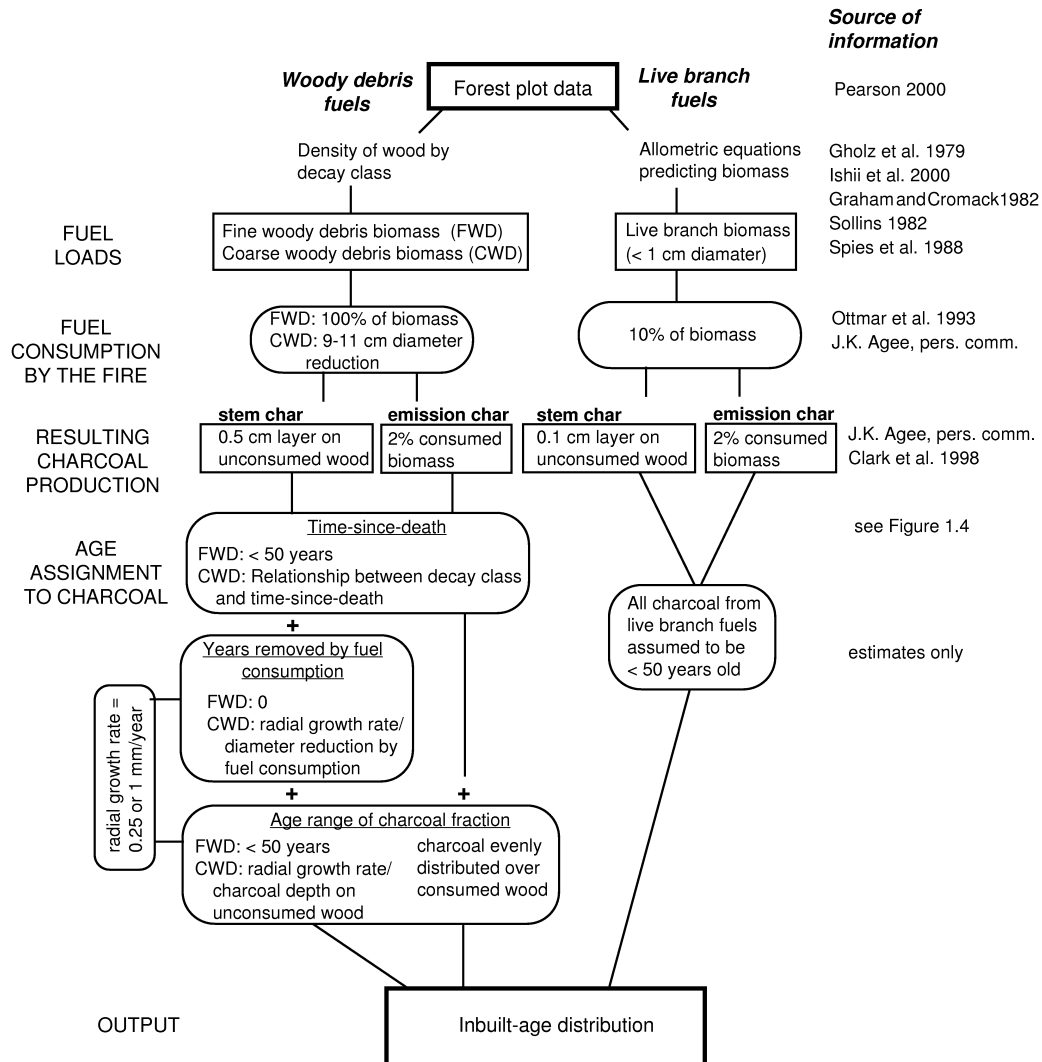 Source of
information
Woody debris
fuels
Forest plot data
Live branch
fuels
Pearson 2000
Density of wood by
decay class
Allometric equations
predicting biomass
Gholz et al. 1979
Ishii et al. 2000
Graham and Cromack 1982
Sollins 1982
Spies et al. 1988
FUEL
LOADS
Fine woody debris biomass (FWD)
Coarse woody debris biomass (CWD)
Live branch biomass
(< 1 cm diamater)
FUEL
CONSUMPTION
BY THE FIRE
FWD: 100% of biomass
CWD: 9-11 cm diameter
reduction
10% of biomass
Ottmar et al. 1993
J.K. Agee, pers. comm.
RESULTING
CHARCOAL
PRODUCTION
stem char
0.5 cm layer on
unconsumed wood
emission char
2% consumed
biomass
stem char
0.1 cm layer on
unconsumed wood
emission char
2% consumed
biomass
J.K. Agee, pers. comm.
Clark et al. 1998
AGE
ASSIGNMENT
TO CHARCOAL
Time-since-death
FWD: < 50 years
CWD: Relationship between decay class
and time-since-death
see Figure 1.4
+
Years removed by fuel
consumption
FWD: 0
CWD: radial growth rate/
diameter reduction by
fuel consumption
All charcoal from
live branch fuels
assumed to be
< 50 years old
estimates only
radial growth rate =
0.25 or 1 mm/year
+
+
Age range of charcoal fraction
FWD: < 50 years
CWD: radial growth rate/
charcoal depth on
unconsumed wood
charcoal evenly
distributed over
consumed wood
OUTPUT
Inbuilt-age distribution